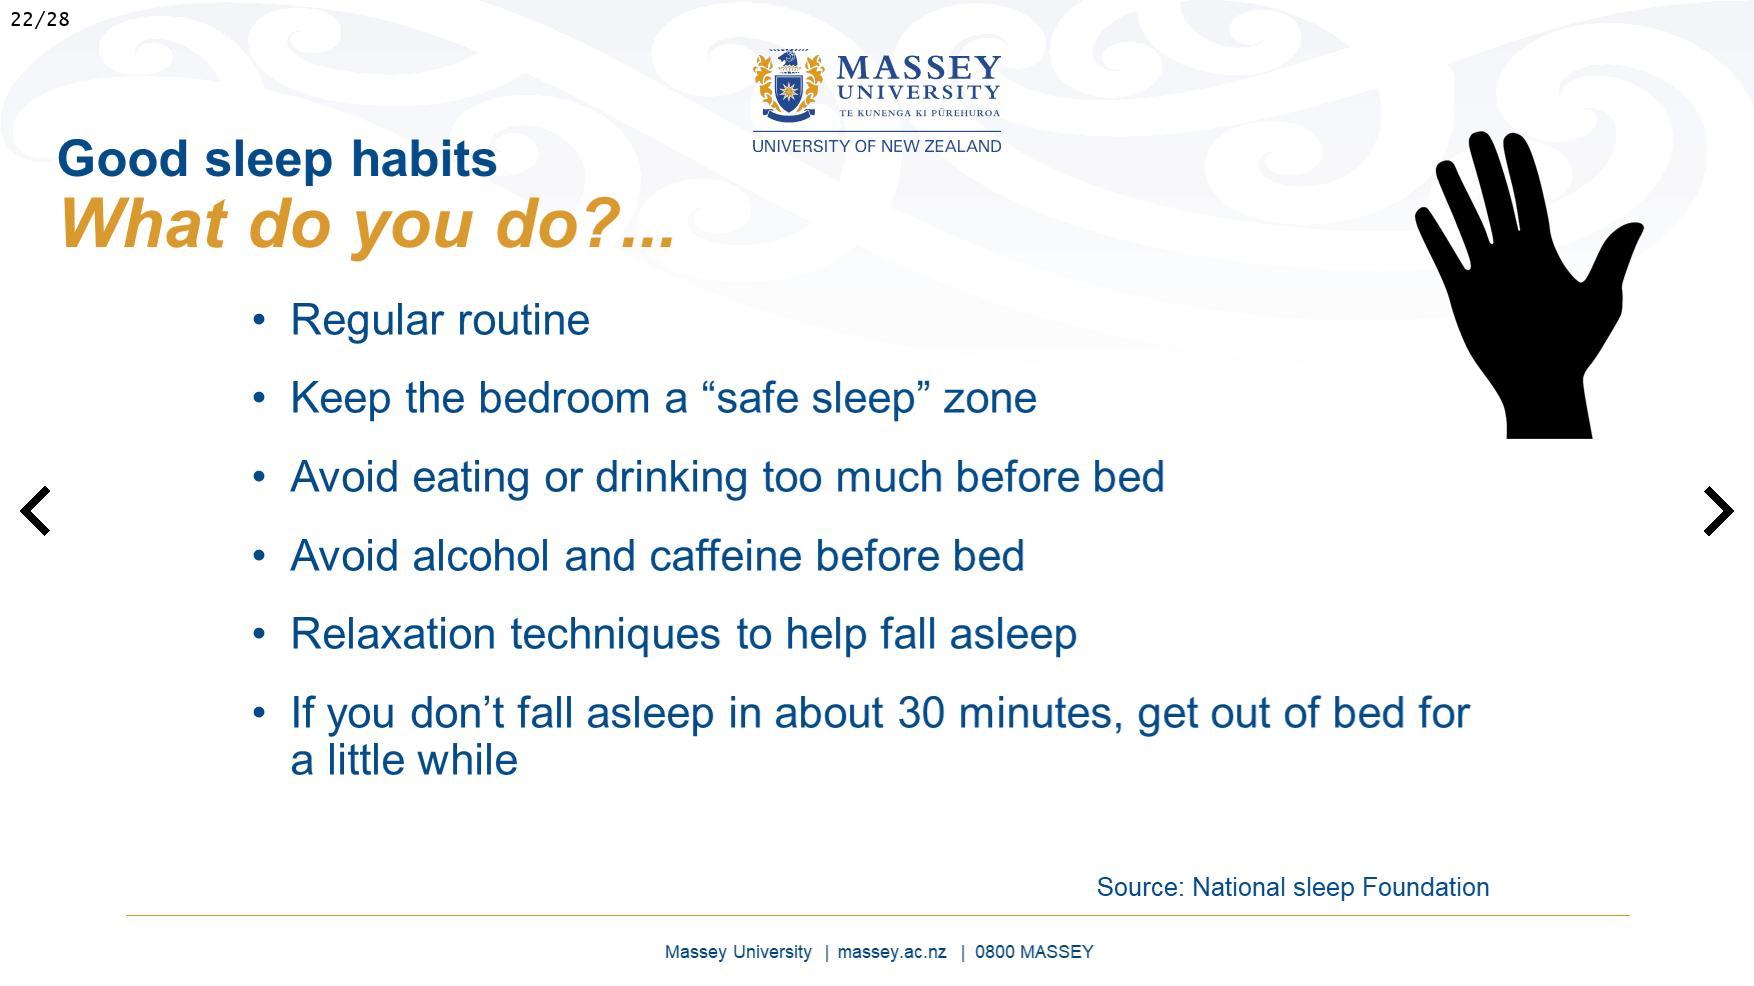 22/28
MASSEY
UNIVERSITY
TE KUNENGA KI PŪREHUROA
UNIVERSITY OF NEW ZEALAND
Good sleep habits
What do you do?...
• Regular routine
• Keep the bedroom a “safe sleep” zone
• Avoid eating or drinking too much before bed
• Avoid alcohol and caffeine before bed
• Relaxation techniques to help fall asleep
• If you don’t fall asleep in about 30 minutes, get out of bed for
a little while
Source: National sleep Foundation
Massey University | massey.ac.nz | 0800 MASSEY